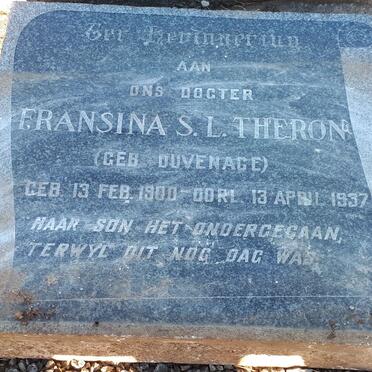 Ter Herinnering
AAN
ONS DOGTER
FRANSINA S. L. THERON
(GEB. DUVENAGE)
GEB. 13 FEB. 1900 - OORL. 13 APRIL 1937
HAAR SON HET ONDERGEGAAN,
TERWYL DIT NOG DAG WAS.